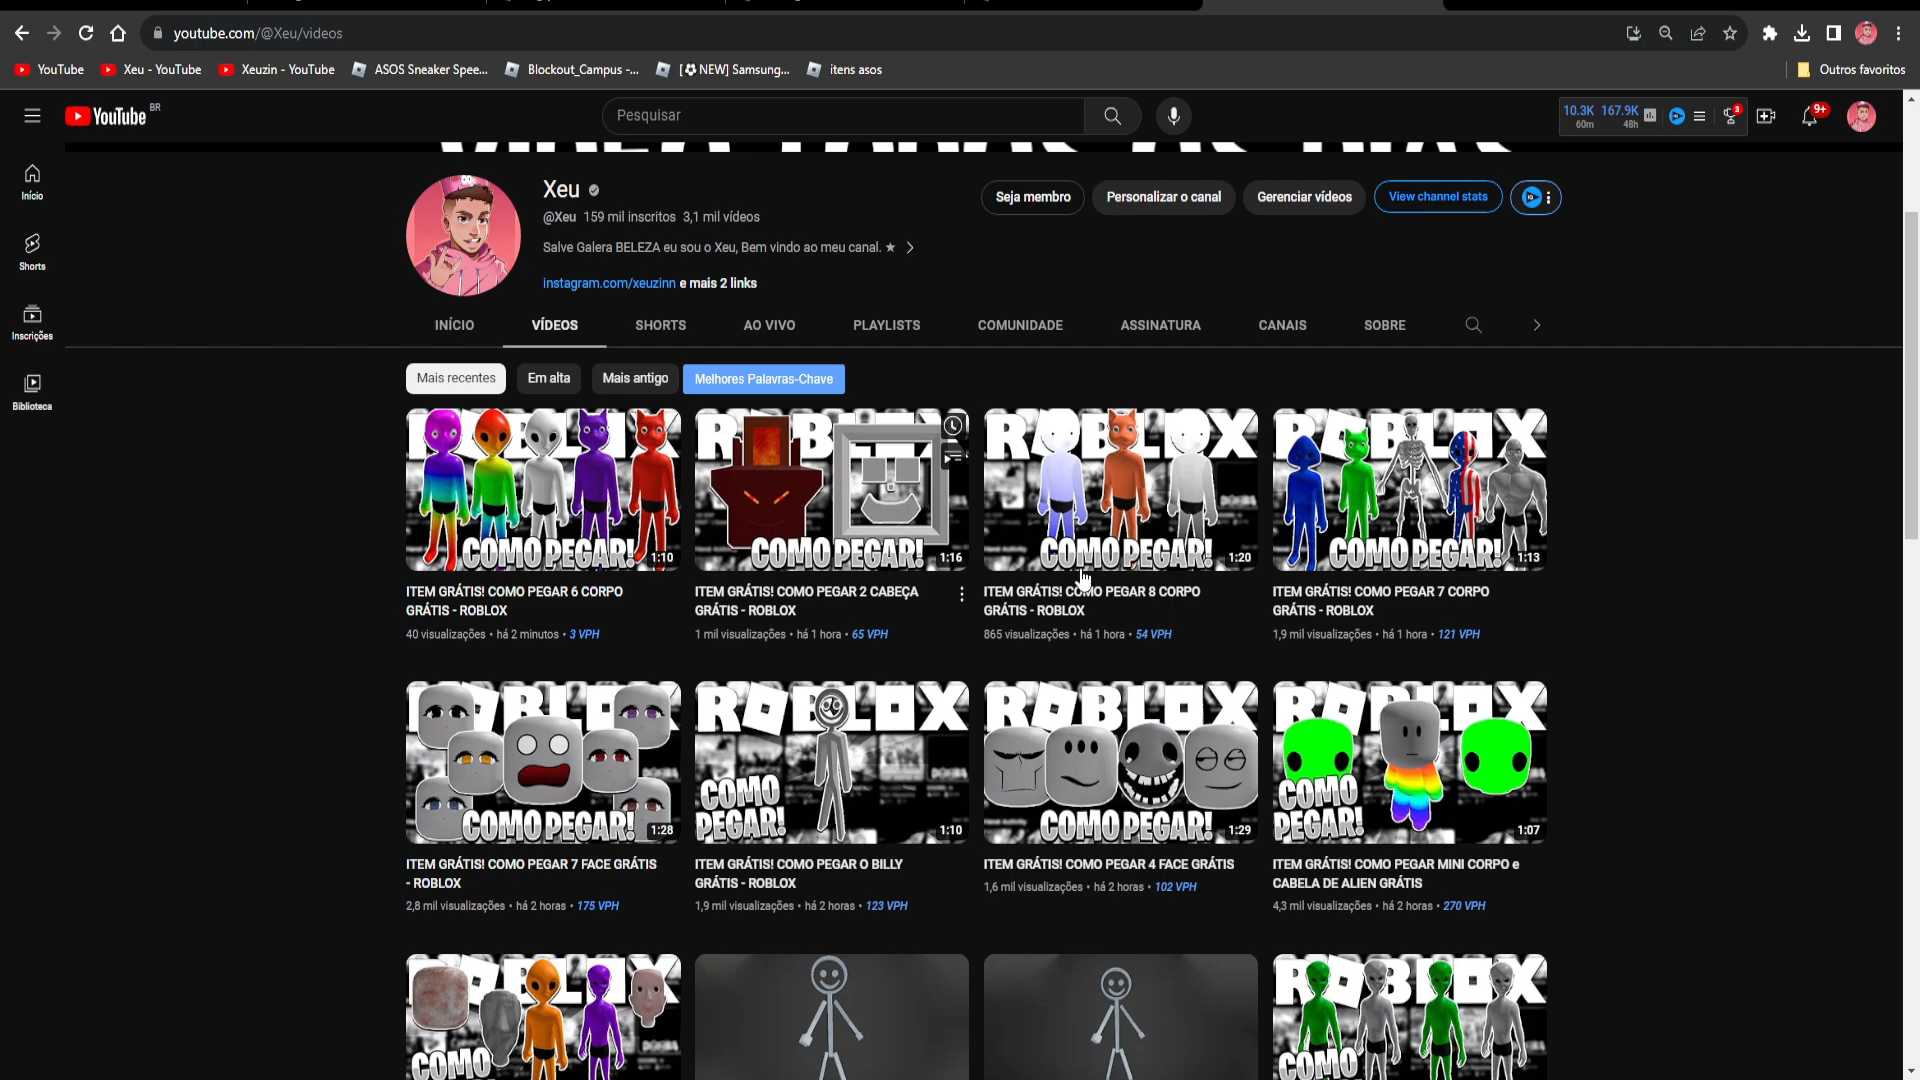 youtube.com/@Xeu/videos
YouTube
Xeu - YouTube
Xeuzin - YouTube
ASOS Sneaker Spee...
Blockout_Campus -...
[⚽NEW] Samsung...
itens asos
Outros favoritos
YouTube BR
Pesquisar
10.3K 167.9K
60m 48h
3
9+
Início
Shorts
Inscrições
Biblioteca
Xeu
@Xeu 159 mil inscritos 3,1 mil vídeos
Salve Galera BELEZA eu sou o Xeu, Bem vindo ao meu canal. ★
instagram.com/xeuzinn e mais 2 links
Seja membro
Personalizar o canal
Gerenciar vídeos
View channel stats
INÍCIO
VÍDEOS
SHORTS
AO VIVO
PLAYLISTS
COMUNIDADE
ASSINATURA
CANAIS
SOBRE
Mais recentes
Em alta
Mais antigo
Melhores Palavras-Chave
ROBLOX
COMO PEGAR!
1:10
ITEM GRÁTIS! COMO PEGAR 6 CORPO
GRÁTIS - ROBLOX
40 visualizações • há 2 minutos • 3 VPH
COMO PEGAR!
1:16
ITEM GRÁTIS! COMO PEGAR 2 CABEÇA
GRÁTIS - ROBLOX
1 mil visualizações • há 1 hora • 65 VPH
ROBLOX
COMO PEGAR!
1:20
ITEM GRÁTIS! COMO PEGAR 8 CORPO
GRÁTIS - ROBLOX
865 visualizações • há 1 hora • 54 VPH
ROBLOX
COMO PEGAR!
1:13
ITEM GRÁTIS! COMO PEGAR 7 CORPO
GRÁTIS - ROBLOX
1,9 mil visualizações • há 1 hora • 121 VPH
ROBLOX
COMO PEGAR!
1:28
ITEM GRÁTIS! COMO PEGAR 7 FACE GRÁTIS
- ROBLOX
2,8 mil visualizações • há 2 horas • 175 VPH
ROBLOX
COMO
PEGAR!
1:10
ITEM GRÁTIS! COMO PEGAR O BILLY
GRÁTIS - ROBLOX
1,9 mil visualizações • há 2 horas • 123 VPH
ROBLOX
COMO PEGAR!
1:29
ITEM GRÁTIS! COMO PEGAR 4 FACE GRÁTIS
1,6 mil visualizações • há 2 horas • 102 VPH
ROBLOX
COMO
PEGAR!
1:07
ITEM GRÁTIS! COMO PEGAR MINI CORPO e
CABELA DE ALIEN GRÁTIS
4,3 mil visualizações • há 2 horas • 270 VPH
ROBLOX
COMO
ROBLOX
COMO